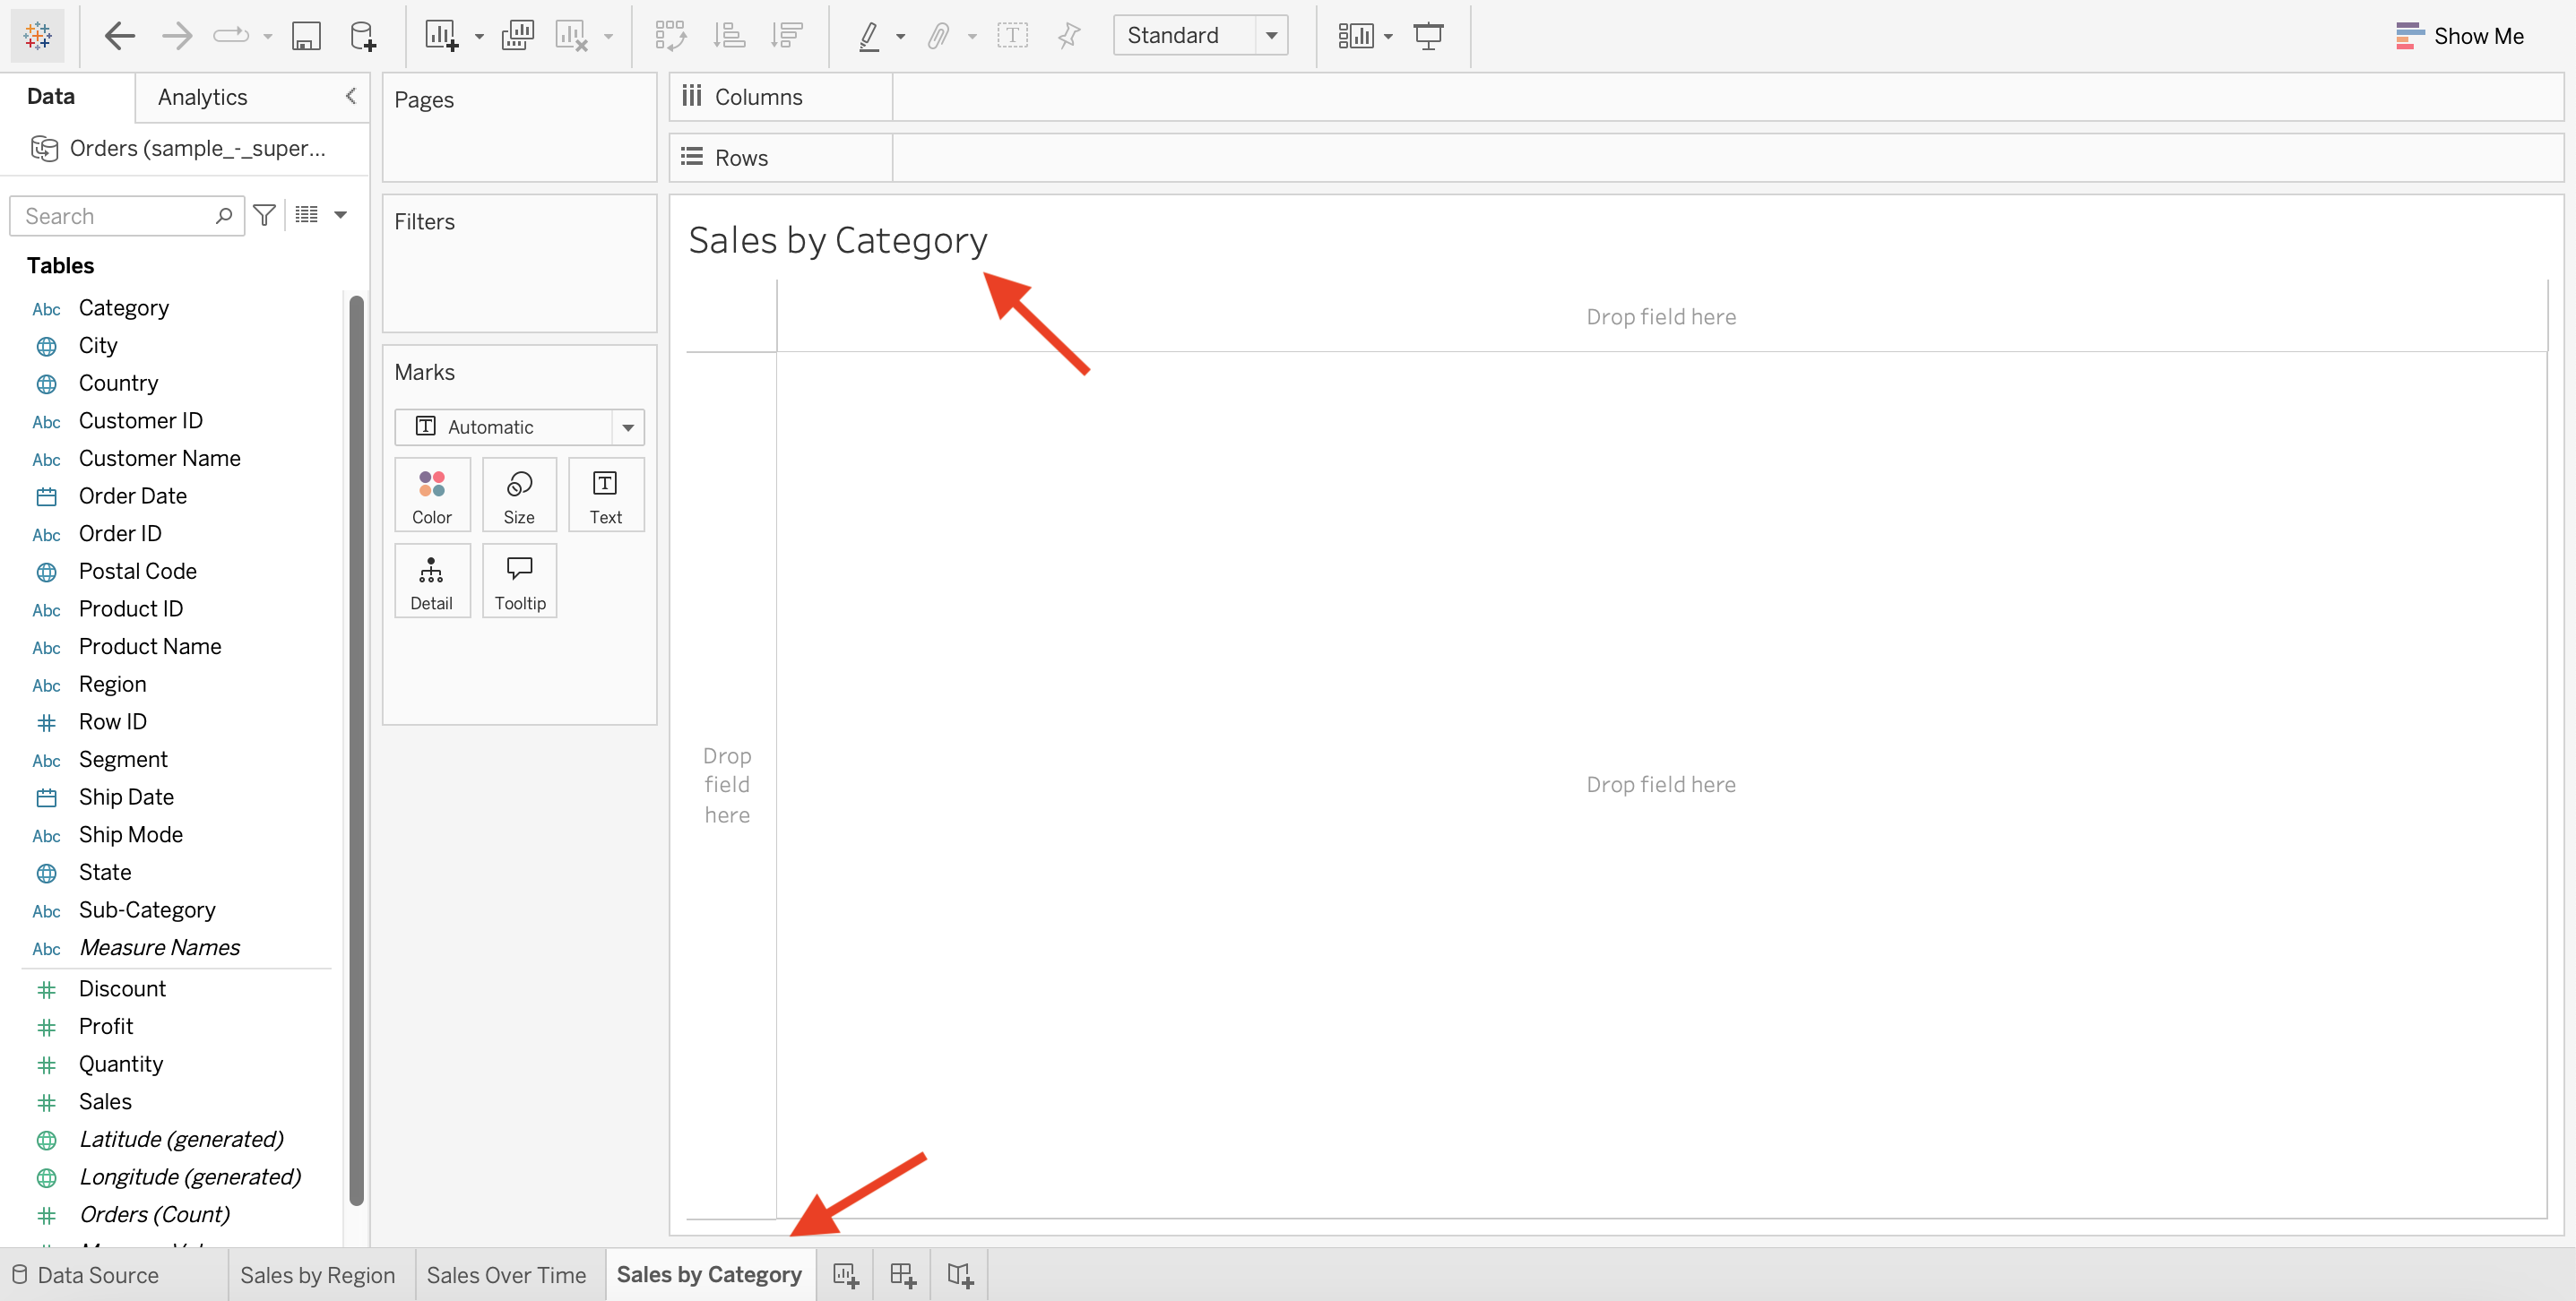 Standard
Show Me
Data
Analytics
Orders (sample_-_super...
Search
Tables
Abc Category
City
Country
Abc Customer ID
Abc Customer Name
Order Date
Abc Order ID
Postal Code
Abc Product ID
Abc Product Name
Abc Region
Row ID
Abc Segment
Ship Date
Abc Ship Mode
State
Abc Sub-Category
Abc Measure Names
Discount
Profit
Quantity
Sales
Latitude (generated)
Longitude (generated)
Orders (Count)
Pages
Filters
Marks
T Automatic
Color
Size
T Text
Detail
Tooltip
Columns
Rows
Sales by Category
Drop field here
Drop
field
here
Drop field here
Data Source
Sales by Region
Sales Over Time
Sales by Category